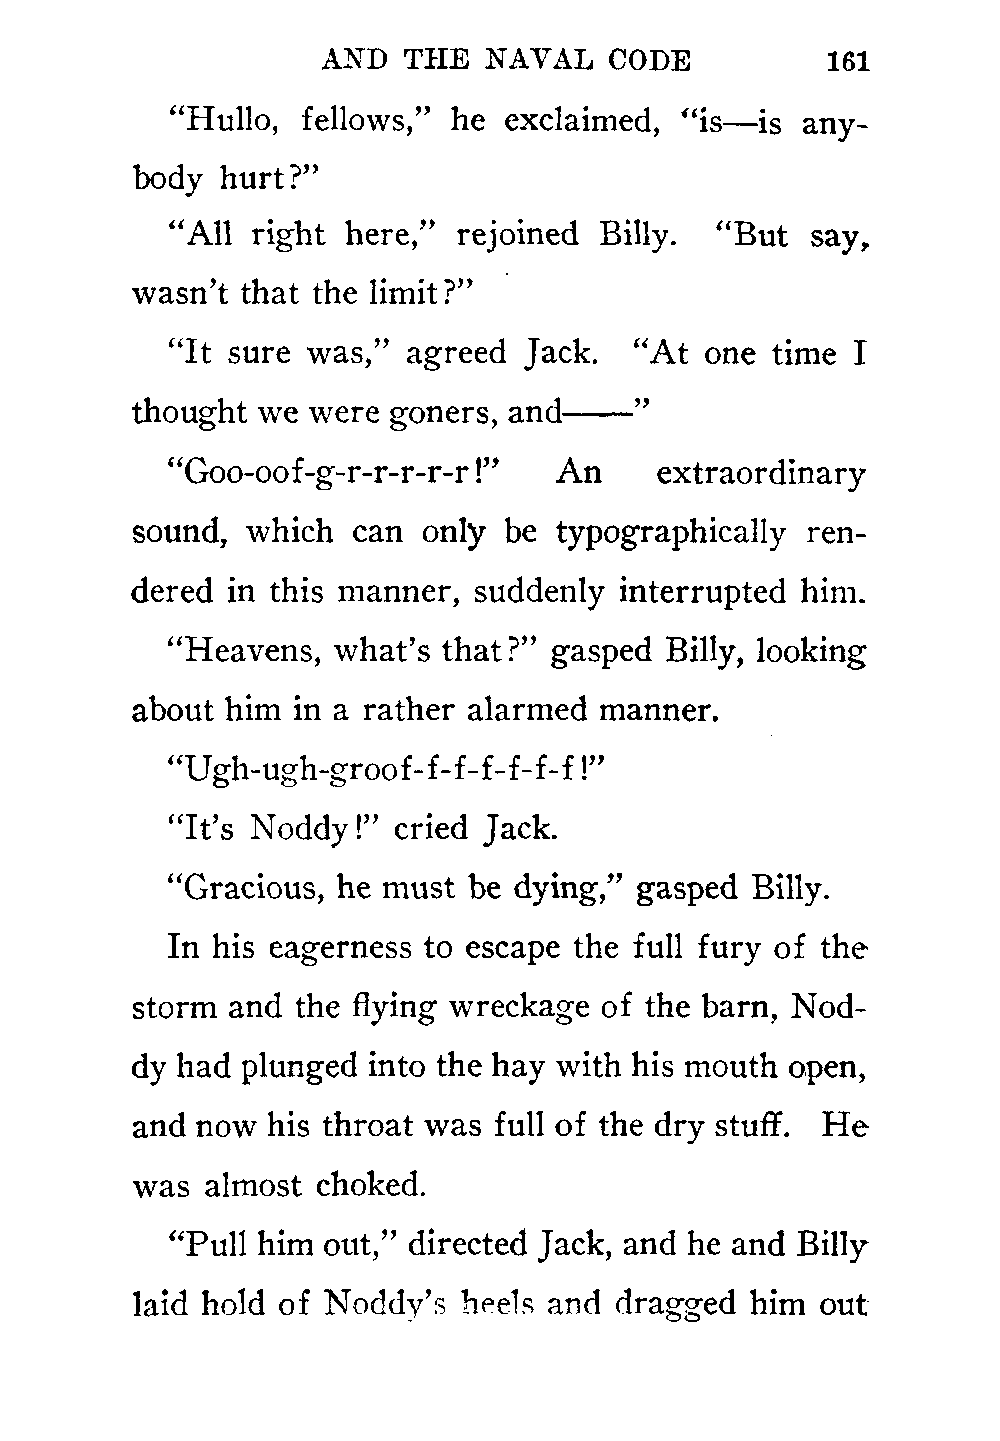 AND THE NAVAL CODE 161
“Hullo, fellows,” he exclaimed, “is—is any-
body hurt?”
“All right here,” rejoined Billy. “But say,
wasn’t that the limit?”
“It sure was,” agreed Jack. “At one time I
thought we were goners, and——”
“Goo-oof-g-r-r-r-r-r!” An extraordinary
sound, which can only be typographically ren-
dered in this manner, suddenly interrupted him.
“Heavens, what’s that?” gasped Billy, looking
about him in a rather alarmed manner.
“Ugh-ugh-groof-f-f-f-f-f-f!”
“It’s Noddy!” cried Jack.
“Gracious, he must be dying,” gasped Billy.
In his eagerness to escape the full fury of the
storm and the flying wreckage of the barn, Nod-
dy had plunged into the hay with his mouth open,
and now his throat was full of the dry stuff. He
was almost choked.
“Pull him out,” directed Jack, and he and Billy
laid hold of Noddy’s heels and dragged him out